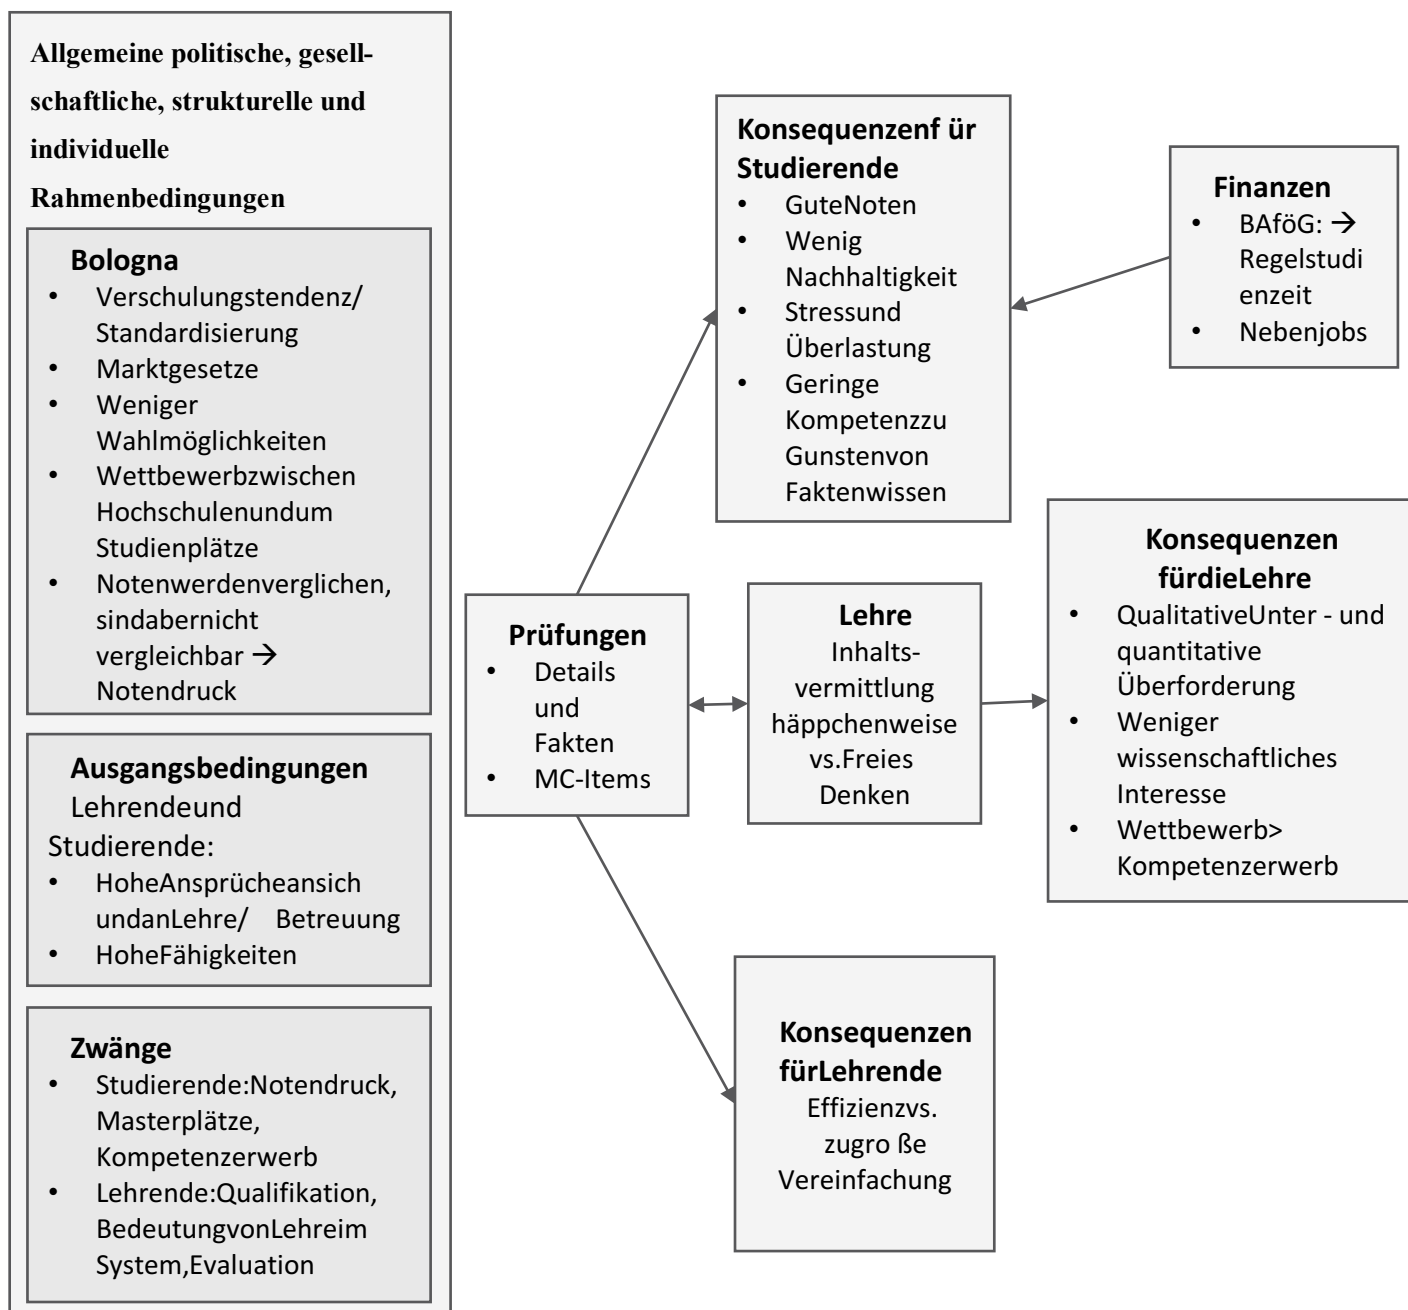 Allgemeine politische, gesell-
schaftliche, strukturelle und
individuelle
Rahmenbedingungen
Bologna
• Verschulungstendenz/
Standardisierung
• Marktgesetze
• Weniger
Wahlmöglichkeiten
• Wettbewerbzwischen
Hochschulenundum
Studienplätze
• Notenwerdenverglichen,
sindabernicht
vergleichbar →
Notendruck
Ausgangsbedingungen
Lehrendeund
Studierende:
• HoheAnsprücheansich
undanLehre/ Betreuung
• HoheFähigkeiten
Zwänge
• Studierende:Notendruck,
Masterplätze,
Kompetenzerwerb
• Lehrende:Qualifikation,
BedeutungvonLehreim
System,Evaluation
Prüfungen
• Details
und
Fakten
• MC-Items
Konsequenzenf ür
Studierende
• GuteNoten
• Wenig
Nachhaltigkeit
• Stressund
Überlastung
• Geringe
Kompetenzzu
Gunstenvon
Faktenwissen
Lehre
Inhalts-
vermittlung
häppchenweise
vs.Freies
Denken
Konsequenzen
fürLehrende
Effizienzvs.
zugro ße
Vereinfachung
Finanzen
• BAföG: →
Regelstudi
enzeit
• Nebenjobs
Konsequenzen
fürdieLehre
• QualitativeUnter - und
quantitative
Überforderung
• Weniger
wissenschaftliches
Interesse
• Wettbewerb>
Kompetenzerwerb